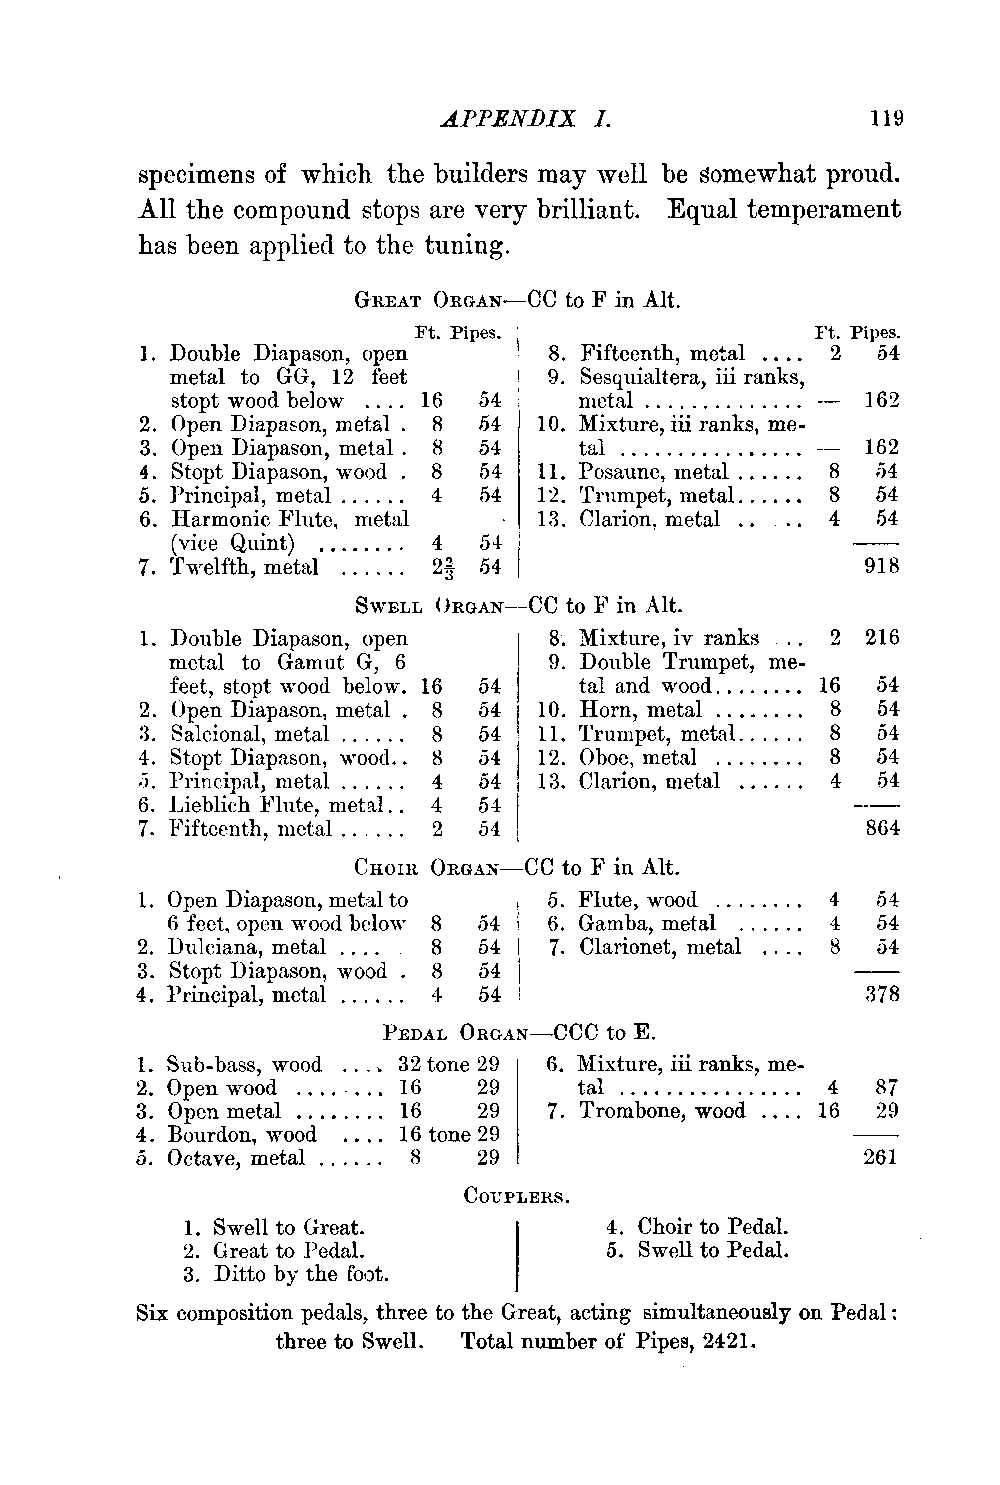 APPENDIX I. 119
specimens of which the builders may well be somewhat proud.
All the compound stops are very brilliant. Equal temperament
has been applied to the tuning.
GREAT ORGAN—CC to F in Alt.
Ft. Pipes.
1. Double Diapason, open
metal to GG, 12 feet
stopt wood below .... 16 54
2. Open Diapason, metal . 8 54
3. Open Diapason, metal . 8 54
4. Stopt Diapason, wood . 8 54
5. Principal, metal ...... 4 54
6. Harmonic Flute, metal
(vice Quint) ........ 4 54
7. Twelfth, metal ...... 2⅔ 54
Ft. Pipes.
8. Fifteenth, metal .... 2 54
9. Sesquialtera, iii ranks,
metal .............. — 162
10. Mixture, iii ranks, me-
tal ................ — 162
11. Posaune, metal ...... 8 54
12. Trumpet, metal...... 8 54
13. Clarion, metal .. .. 4 54
918
SWELL ORGAN—CC to F in Alt.
1. Double Diapason, open
metal to Gamut G, 6
feet, stopt wood below. 16 54
2. Open Diapason, metal . 8 54
3. Salcional, metal ...... 8 54
4. Stopt Diapason, wood.. 8 54
5. Principal, metal ...... 4 54
6. Lieblich Flute, metal.. 4 54
7. Fifteenth, metal ...... 2 54
8. Mixture, iv ranks ... 2 216
9. Double Trumpet, me-
tal and wood........ 16 54
10. Horn, metal ........ 8 54
11. Trumpet, metal...... 8 54
12. Oboe, metal ........ 8 54
13. Clarion, metal ...... 4 54
864
CHOIR ORGAN—CC to F in Alt.
1. Open Diapason, metal to
6 feet, open wood below 8 54
2. Dulciana, metal .... . 8 54
3. Stopt Diapason, wood . 8 54
4. Principal, metal ...... 4 54
5. Flute, wood ........ 4 54
6. Gamba, metal ...... 4 54
7. Clarionet, metal .... 8 54
378
PEDAL ORGAN—CCC to E.
1. Sub-bass, wood .... 32 tone 29
2. Open wood ........ 16 29
3. Open metal ........ 16 29
4. Bourdon, wood .... 16 tone 29
5. Octave, metal ...... 8 29
6. Mixture, iii ranks, me-
tal ................ 4 87
7. Trombone, wood .... 16 29
261
COUPLERS.
1. Swell to Great.
2. Great to Pedal.
3. Ditto by the foot.
4. Choir to Pedal.
5. Swell to Pedal.
Six composition pedals, three to the Great, acting simultaneously on Pedal:
three to Swell. Total number of Pipes, 2421.